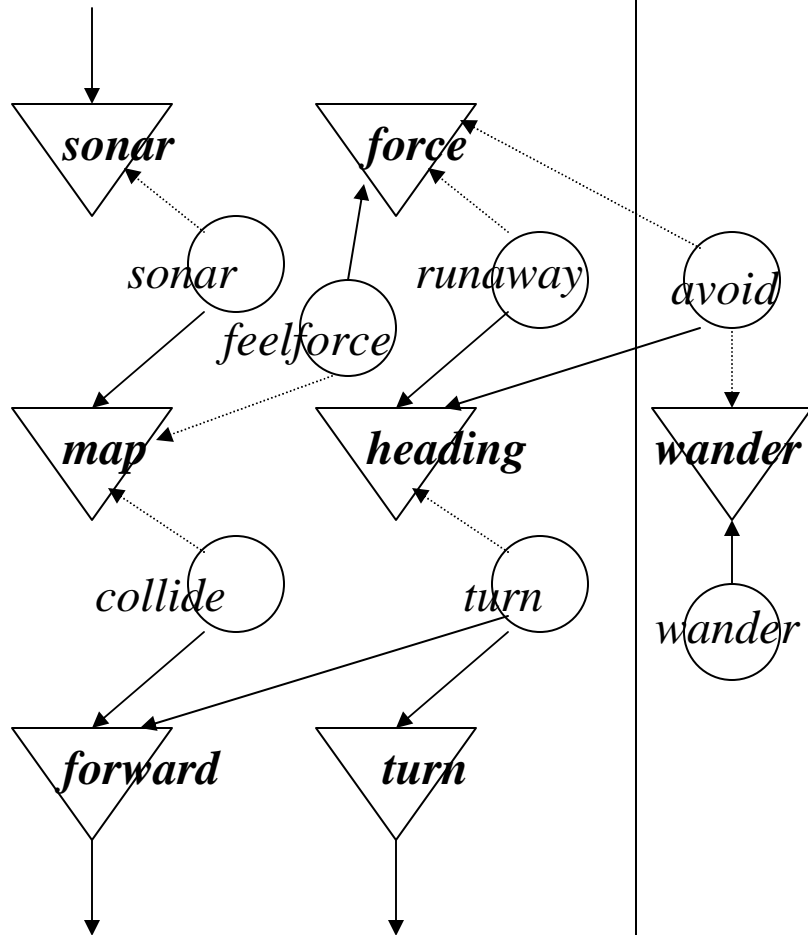 sonar
force
sonar
runaway
avoid
feelforce
map
heading
wander
collide
turn
wander
forward
turn